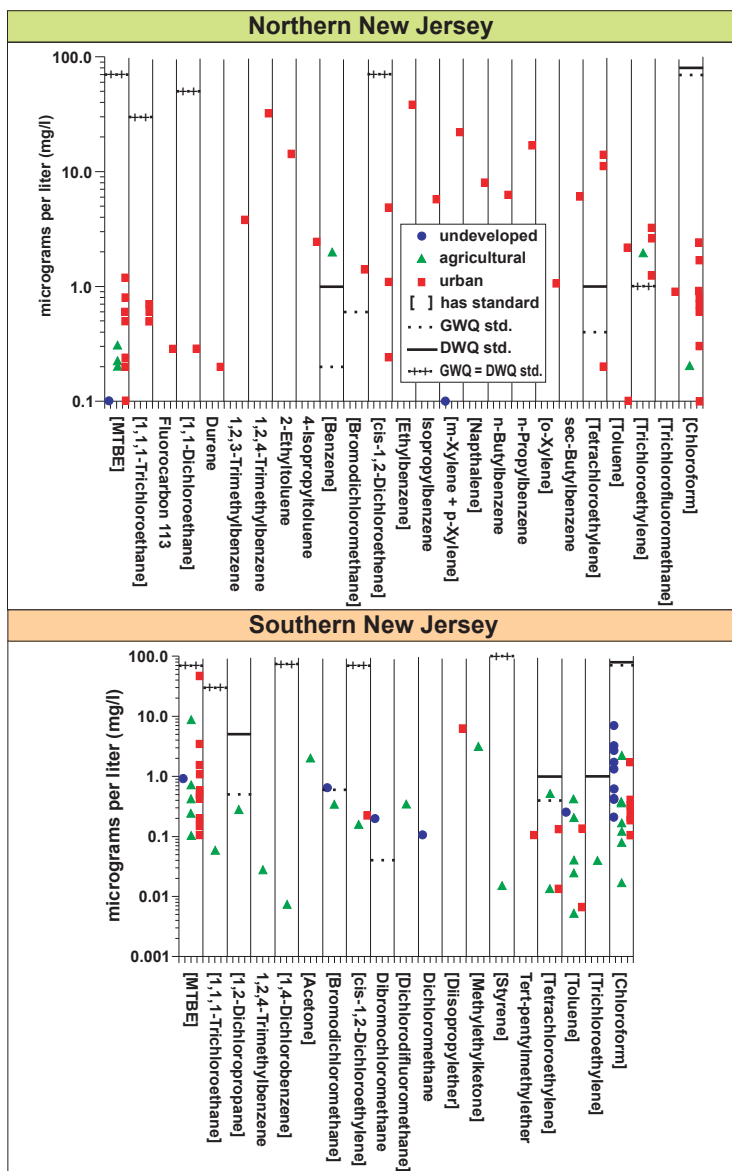 Northern New Jersey
micrograms per liter (mg/l)
100.0
10.0
1.0
0.1
undeveloped
agricultural
urban
[ ] has standard
GWQ std.
DWQ std.
GWQ = DWQ std.
[MTBE]
[1,1,1-Trichloroethane]
Fluorocarbon 113
[1,1-Dichloroethane]
Durene
1,2,3-Trimethylbenzene
1,2,4-Trimethylbenzene
2-Ethyltoluene
4-Isopropyltoluene
[Benzene]
[Bromodichloromethane]
[cis-1,2-Dichloroethene]
[Ethylbenzene]
Isopropylbenzene
[m-Xylene + p-Xylene]
[Napthalene]
n-Butylbenzene
n-Propylbenzene
[o-Xylene]
sec-Butylbenzene
[Tetrachloroethylene]
[Toluene]
[Trichloroethylene]
[Trichlorofluoromethane]
[Chloroform]
Southern New Jersey
micrograms per liter (mg/l)
100.0
10.0
1.0
0.1
0.01
0.001
[MTBE]
[1,1,1-Trichloroethane]
[1,2-Dichloropropane]
1,2,4-Trimethylbenzene
[1,4-Dichlorobenzene]
[Acetone]
[Bromodichloromethane]
[cis-1,2-Dichloroethylene]
Dibromochloromethane
[Dichlorodifluoromethane]
Dichloromethane
[Diisopropylether]
[Methylethylketone]
[Styrene]
Tert-pentylmethylether
[Tetrachloroethylene]
[Toluene]
[Trichloroethylene]
[Chloroform]